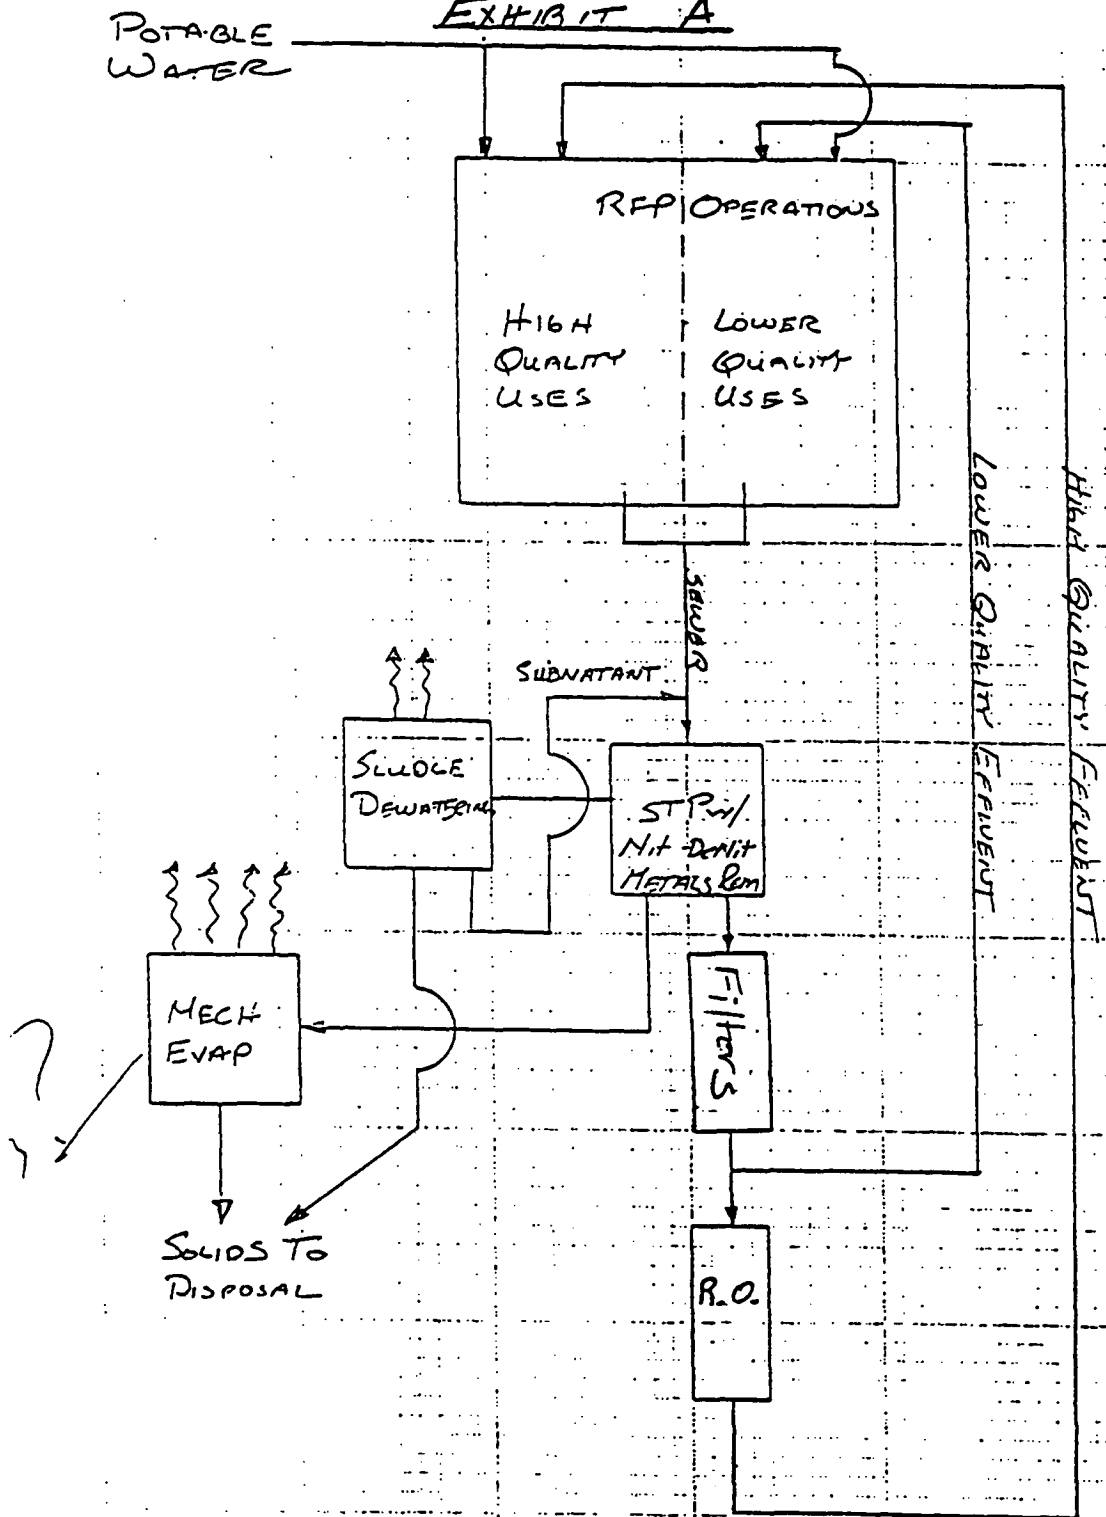 EXHIBIT A
POTABLE
WATER
RFP OPERATIONS
HIGH
QUALITY
USES
LOWER
QUALITY
USES
LOWER QUALITY EFFLUENT
HIGH QUALITY EFFLUENT
SEWER
SUBNATANT
SLUDGE
DEWATERING
STP w/
Nit-DeNit
METALS Rem
MECH
EVAP
Filters
?
SOLIDS TO
DISPOSAL
R.O.